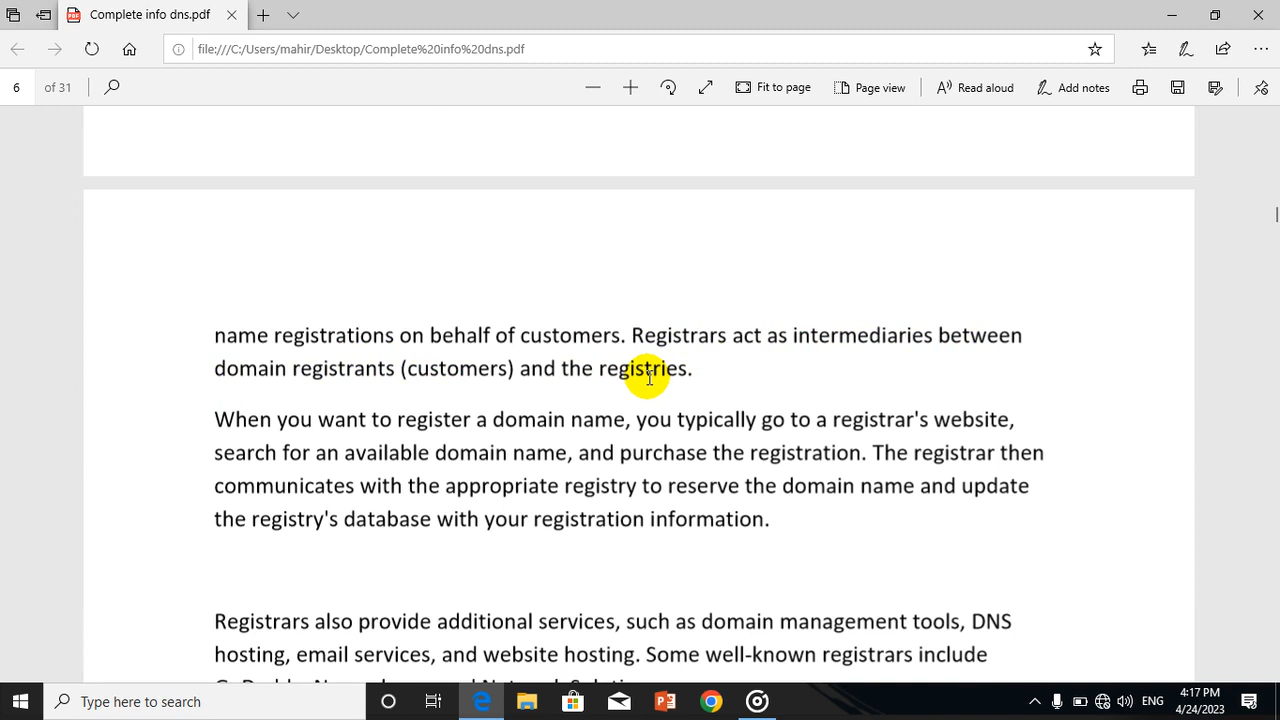 Complete info dns.pdf
file:///C:/Users/mahir/Desktop/Complete%20info%20dns.pdf
6 of 31
Fit to page
Page view
Read aloud
Add notes
name registrations on behalf of customers. Registrars act as intermediaries between
domain registrants (customers) and the registries.
When you want to register a domain name, you typically go to a registrar's website,
search for an available domain name, and purchase the registration. The registrar then
communicates with the appropriate registry to reserve the domain name and update
the registry's database with your registration information.
Registrars also provide additional services, such as domain management tools, DNS
hosting, email services, and website hosting. Some well-known registrars include
Type here to search
ENG
4:17 PM
4/24/2023